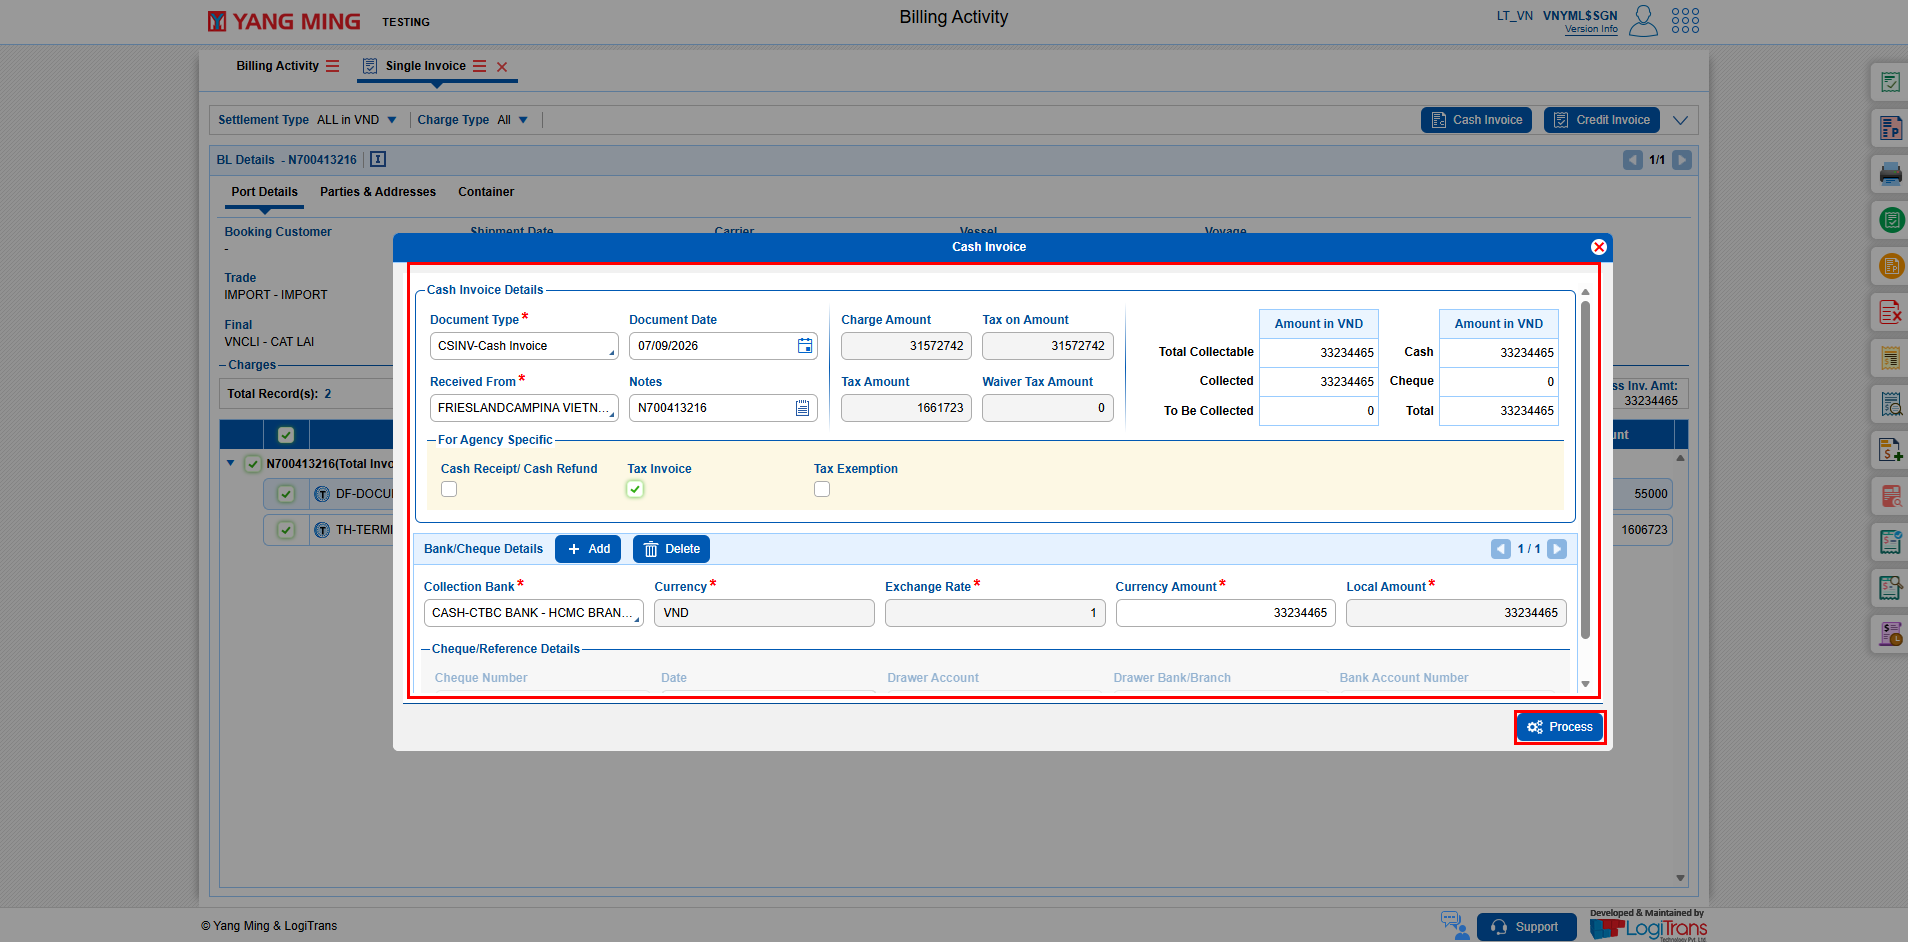 YANG MING TESTING
Billing Activity
LT_VN VNYML$SGN
Version Info
Billing Activity
Single Invoice
Settlement Type ALL in VND
Charge Type All
Cash Invoice
Credit Invoice
BL Details - N700413216
1/1
Port Details
Parties & Addresses
Container
Booking Customer
-
Shipment Date
Carrier
Vessel
Voyage
Trade
IMPORT - IMPORT
Final
VNCLI - CAT LAI
Charges
Total Record(s): 2
ss Inv. Amt:
33234465
unt
N700413216(Total Invo
DF-DOCU
55000
TH-TERMI
1606723
Cash Invoice
Cash Invoice Details
Document Type*
CSINV-Cash Invoice
Document Date
07/09/2026
Charge Amount
31572742
Tax on Amount
31572742
Received From*
FRIESLANDCAMPINA VIETN...
Notes
N700413216
Tax Amount
1661723
Waiver Tax Amount
0
Amount in VND
Total Collectable 33234465
Collected 33234465
To Be Collected 0
Amount in VND
Cash 33234465
Cheque 0
Total 33234465
For Agency Specific
Cash Receipt/ Cash Refund
Tax Invoice
Tax Exemption
Bank/Cheque Details
Add
Delete
1 / 1
Collection Bank*
CASH-CTBC BANK - HCMC BRAN...
Currency*
VND
Exchange Rate*
1
Currency Amount*
33234465
Local Amount*
33234465
Cheque/Reference Details
Cheque Number
Date
Drawer Account
Drawer Bank/Branch
Bank Account Number
Process
© Yang Ming & LogiTrans
Support
Developed & Maintained by
LogiTrans
Technology Pvt. Ltd.